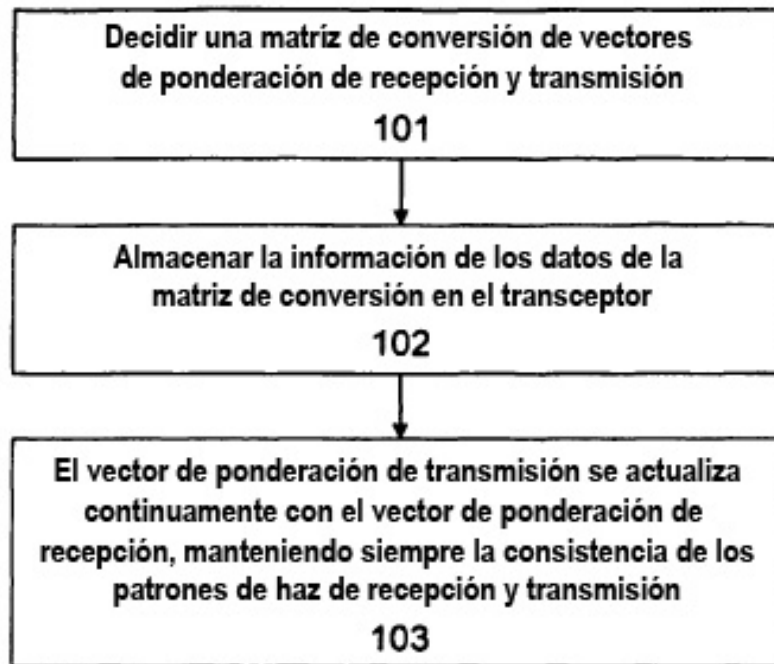 Decidir una matríz de conversión de vectores
de ponderación de recepción y transmisión
101
Almacenar la información de los datos de la
matriz de conversión en el transceptor
102
El vector de ponderación de transmisión se actualiza
continuamente con el vector de ponderación de
recepción, manteniendo siempre la consistencia de los
patrones de haz de recepción y transmisión
103